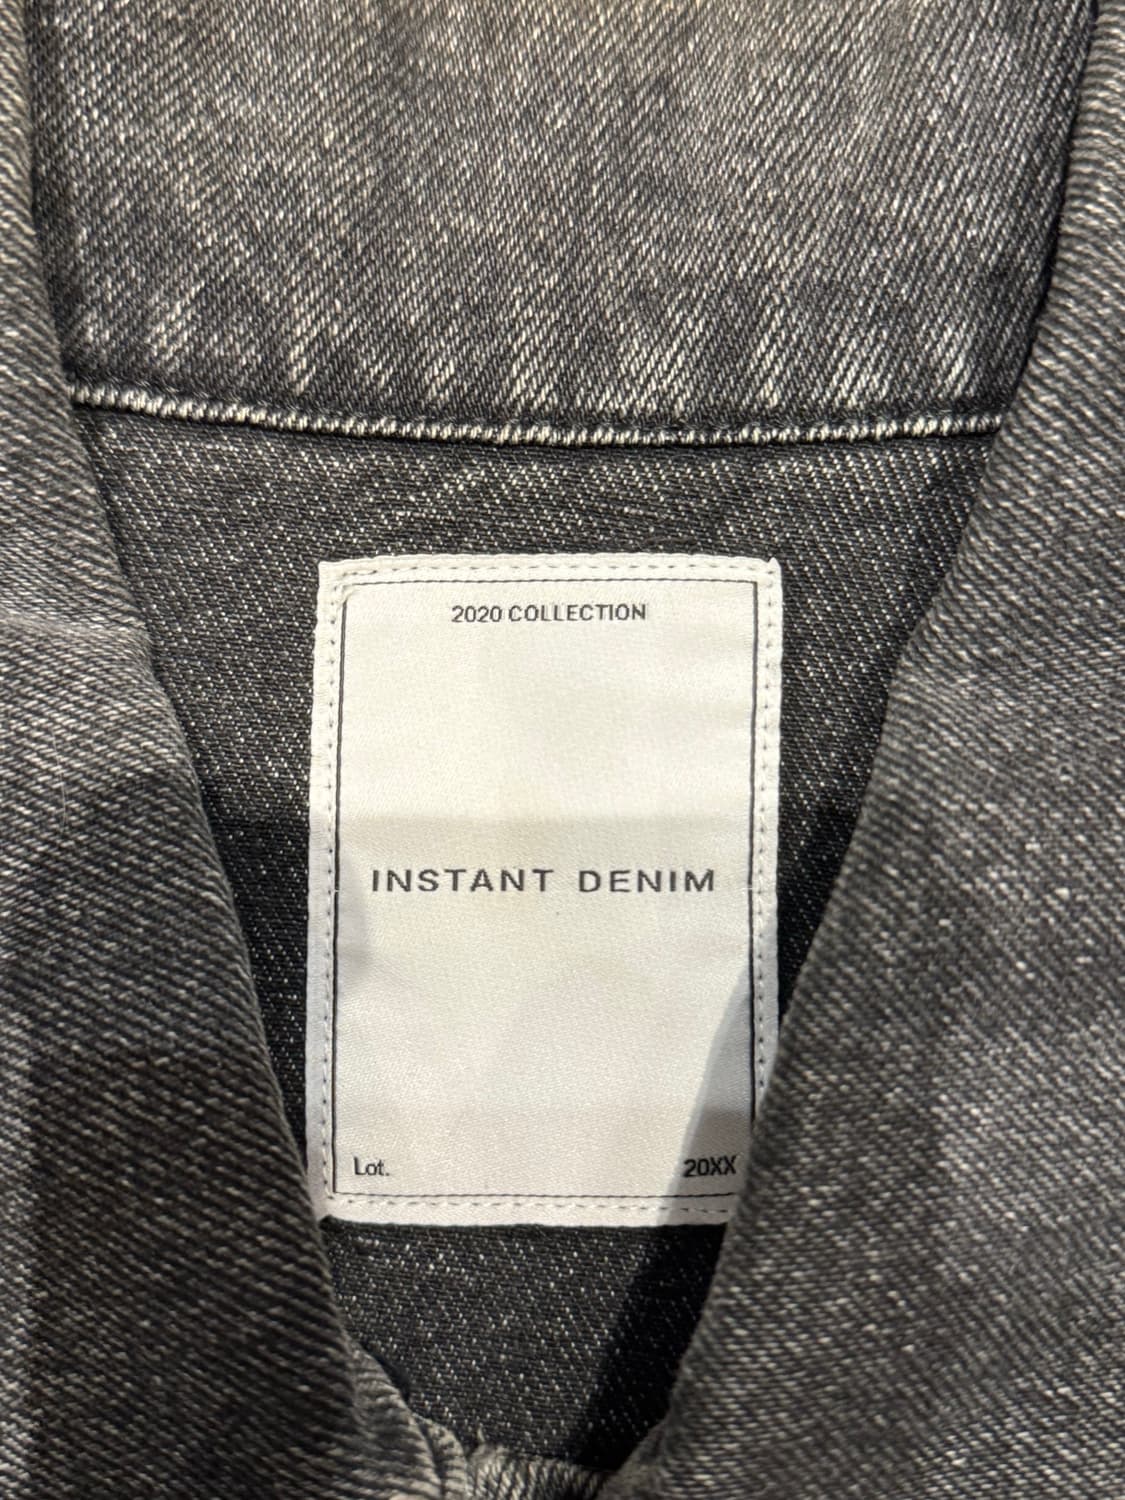 2020 COLLECTION
INSTANT DENIM
Lot. 20XX